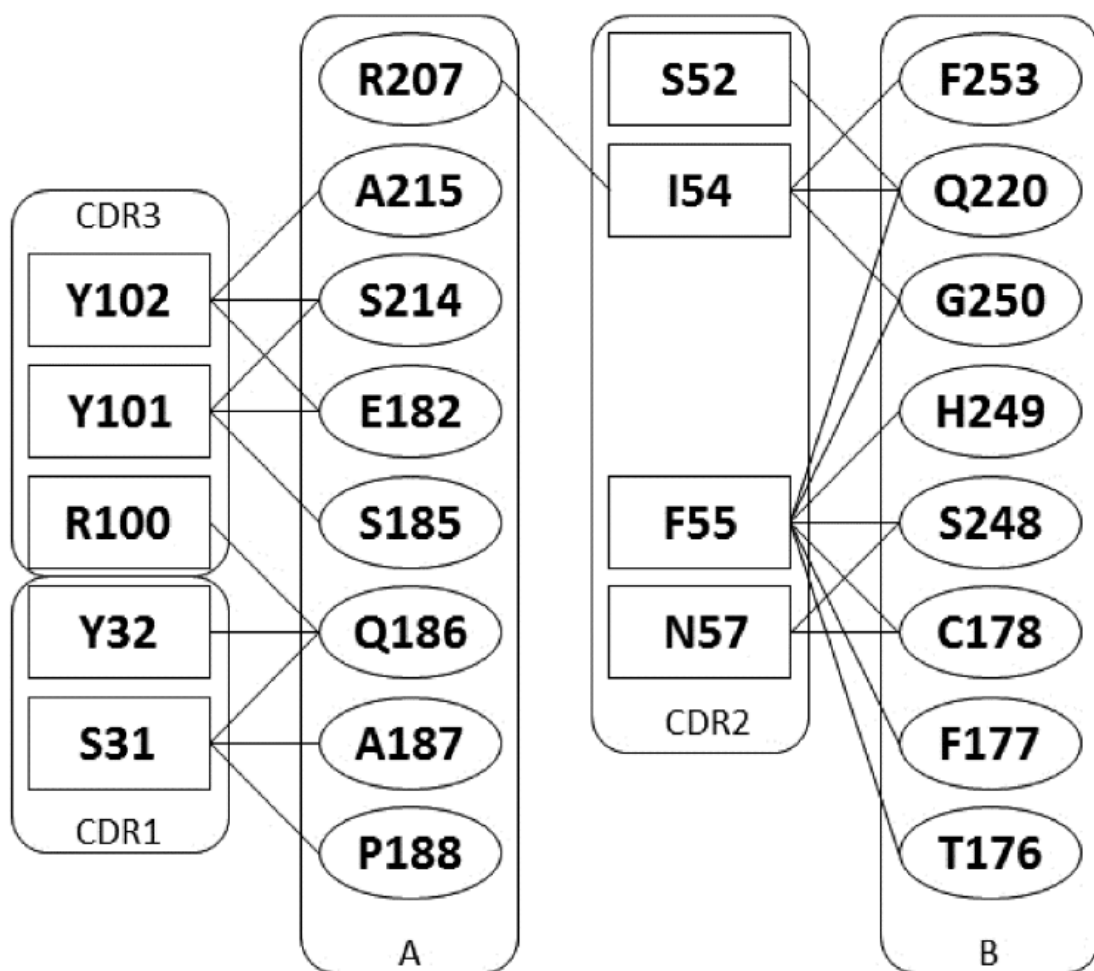 CDR3
Y102
Y101
R100
Y32
S31
CDR1
R207
A215
S214
E182
S185
Q186
A187
P188
A
S52
I54
F55
N57
CDR2
F253
Q220
G250
H249
S248
C178
F177
T176
B